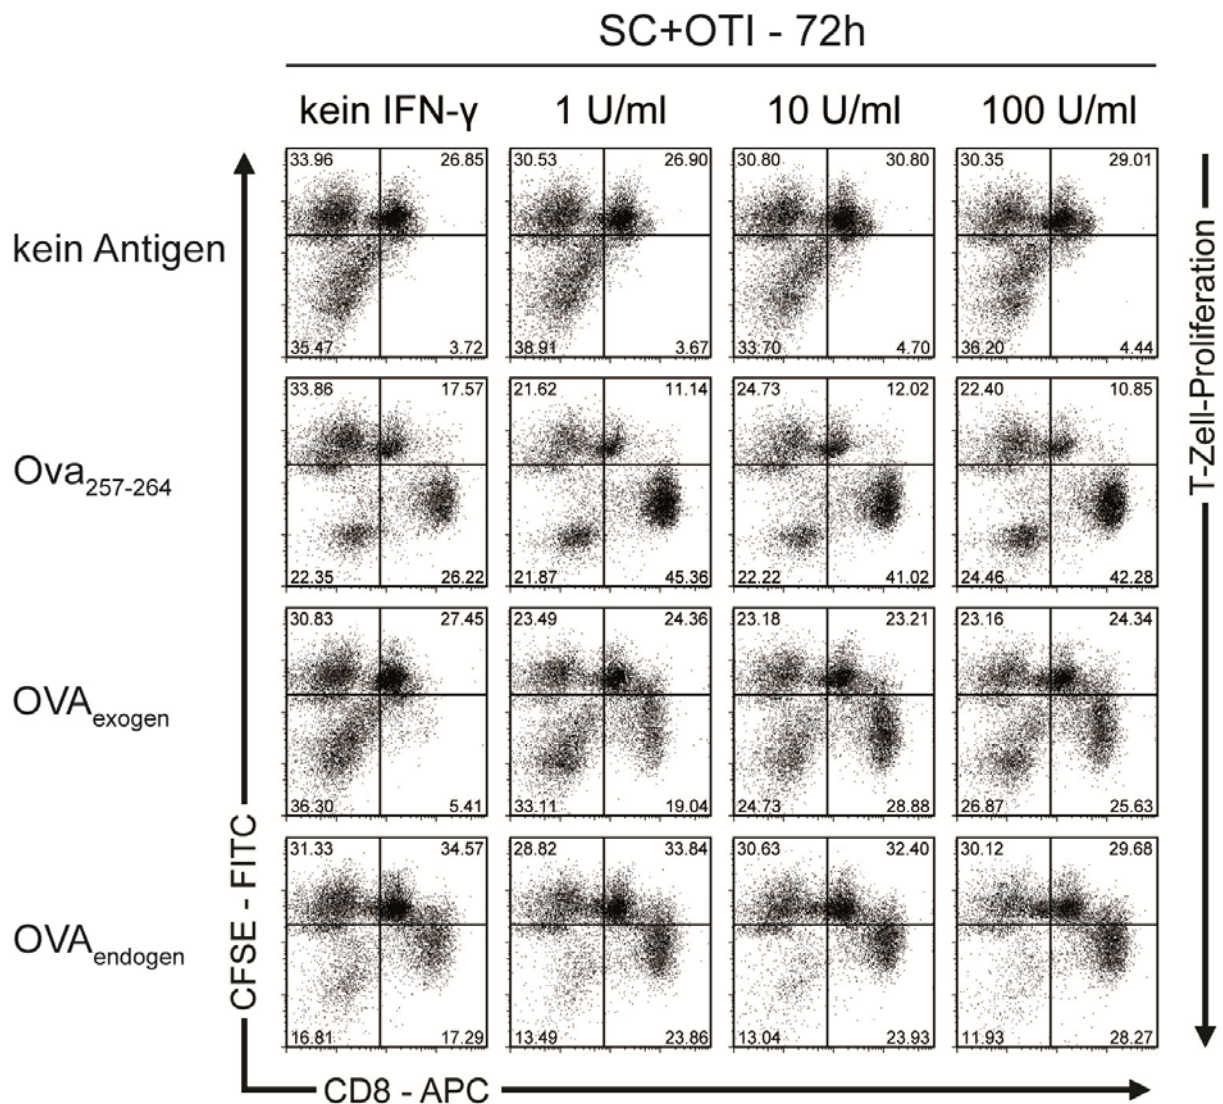 SC+OTI - 72h
kein IFN-γ 1 U/ml 10 U/ml 100 U/ml
33.96 26.85 30.53 26.90 30.80 30.80 30.35 29.01
kein Antigen
35.47 3.72 38.91 3.67 33.70 4.70 36.20 4.44
33.86 17.57 21.62 11.14 24.73 12.02 22.40 10.85
Ova257-264
22.35 26.22 21.87 45.36 22.22 41.02 24.46 42.28
30.83 27.45 23.49 24.36 23.18 23.21 23.16 24.34
OVAexogen
36.30 5.41 33.11 19.04 24.73 28.88 26.87 25.63
31.33 34.57 28.82 33.84 30.63 32.40 30.12 29.68
OVAendogen
16.81 17.29 13.49 23.86 13.04 23.93 11.93 28.27
CFSE - FITC
CD8 - APC
T-Zell-Proliferation